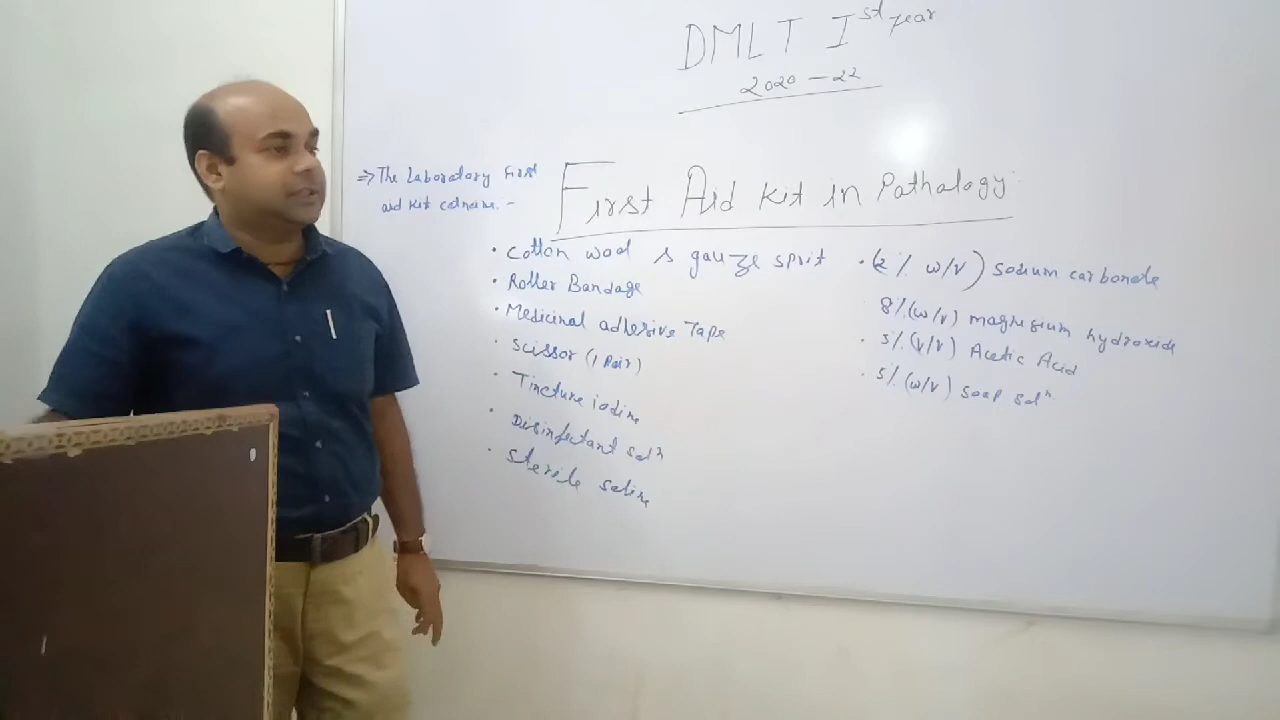 DMLT Ist year
2020 - 22
First Aid Kit in Pathalogy
⇒ The Laboratory First
aid Kit
• Cotton wool & gauze sprit
• Roller Bandage
• Medicinal adhesive Tape
• Scissor (1 Pair)
• Tincture iodine
• Disinfectant solⁿ
• Sterile saline
• (2 % w/v) Sodium carbonate
8 %(w/v) magnesium hydroxide
• 5 %(v/v) Acetic Acid
• 5 %(w/v) soap solⁿ